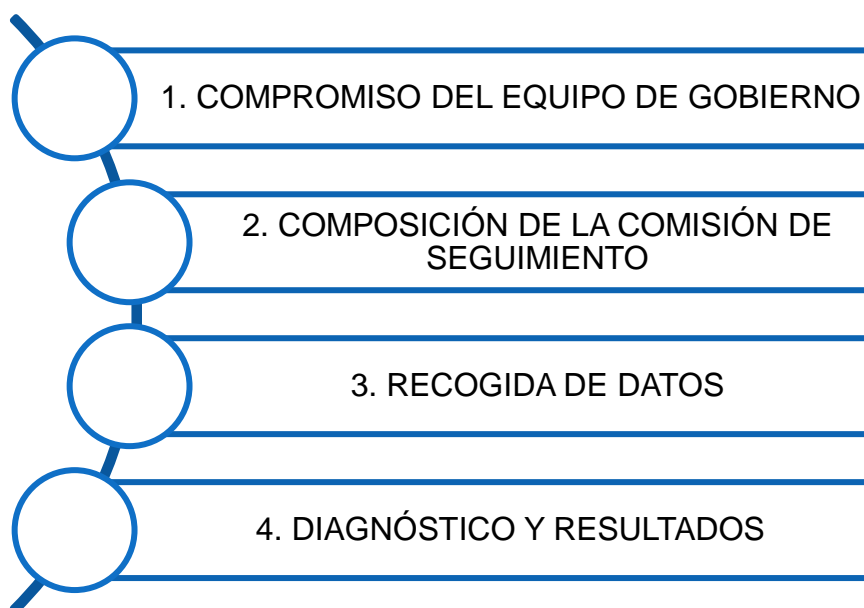 1. COMPROMISO DEL EQUIPO DE GOBIERNO
2. COMPOSICIÓN DE LA COMISIÓN DE
SEGUIMIENTO
3. RECOGIDA DE DATOS
4. DIAGNÓSTICO Y RESULTADOS